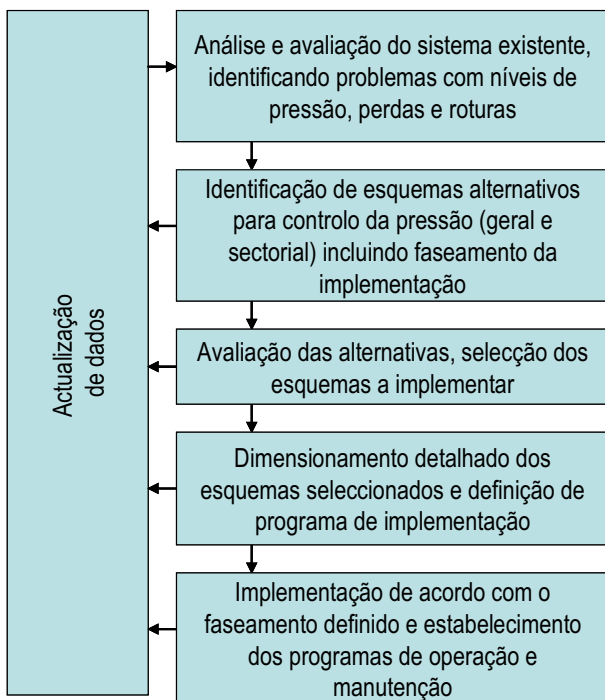 Actualização
de dados
Análise e avaliação do sistema existente,
identificando problemas com níveis de
pressão, perdas e roturas
Identificação de esquemas alternativos
para controlo da pressão (geral e
sectorial) incluindo faseamento da
implementação
Avaliação das alternativas, selecção dos
esquemas a implementar
Dimensionamento detalhado dos
esquemas seleccionados e definição de
programa de implementação
Implementação de acordo com o
faseamento definido e estabelecimento
dos programas de operação e
manutenção